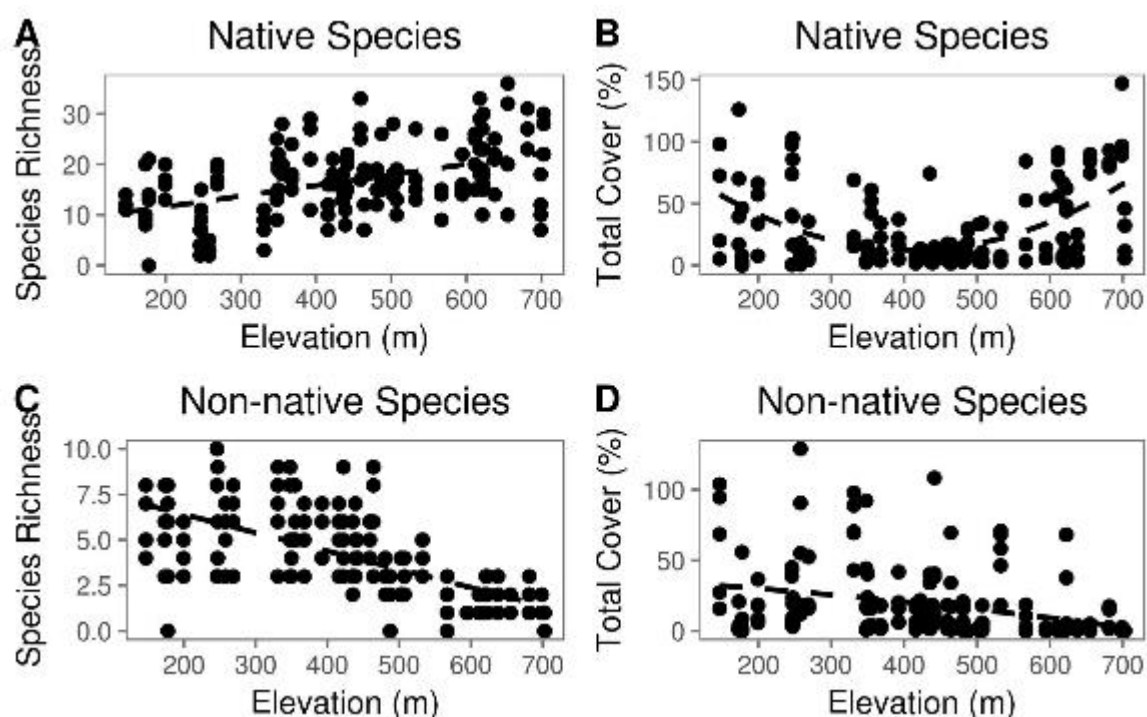 A
Native Species
Species Richness
30
20
10
0
200 300 400 500 600 700
Elevation (m)
B
Native Species
Total Cover (%)
150
100
50
0
200 300 400 500 600 700
Elevation (m)
C
Non-native Species
Species Richness
10.0
7.5
5.0
2.5
0.0
200 300 400 500 600 700
Elevation (m)
D
Non-native Species
Total Cover (%)
100
50
0
200 300 400 500 600 700
Elevation (m)